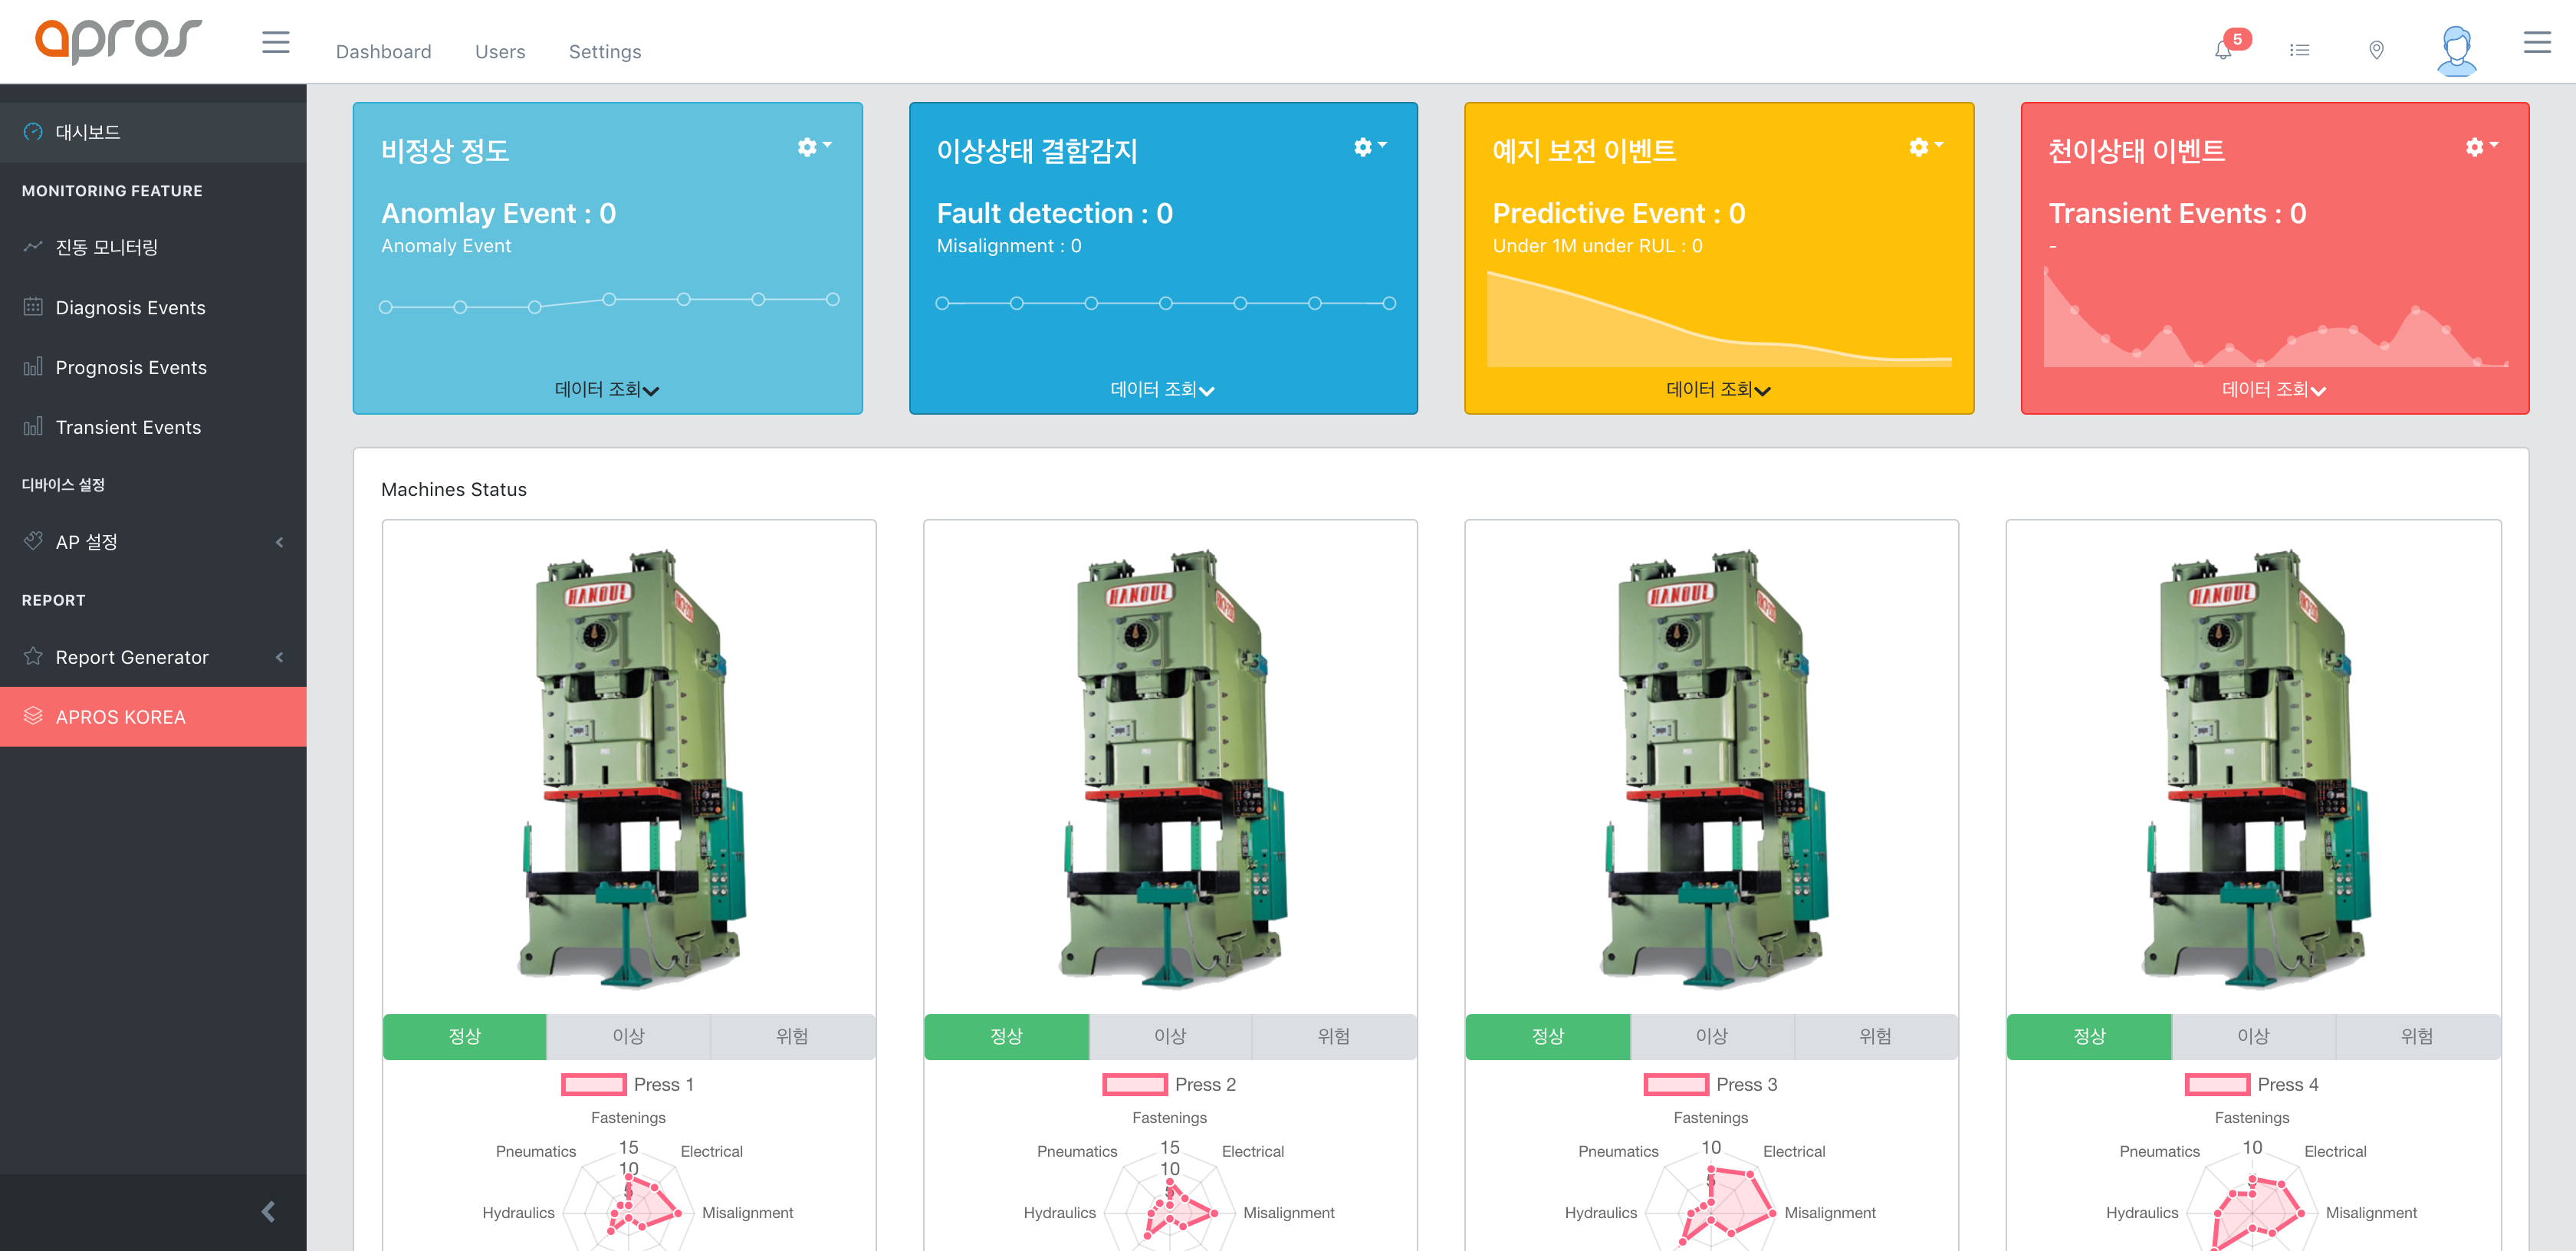 apros
Dashboard
Users
Settings
5
대시보드
MONITORING FEATURE
진동 모니터링
Diagnosis Events
Prognosis Events
Transient Events
디바이스 설정
AP 설정
REPORT
Report Generator
APROS KOREA
비정상 정도
Anomlay Event : 0
Anomaly Event
데이터 조회
이상상태 결함감지
Fault detection : 0
Misalignment : 0
데이터 조회
예지 보전 이벤트
Predictive Event : 0
Under 1M under RUL : 0
데이터 조회
천이상태 이벤트
Transient Events : 0
-
데이터 조회
Machines Status
HANOUL
정상 이상 위험
Press 1
Fastenings
Pneumatics
15
10
5
Electrical
Hydraulics
Misalignment
HANOUL
정상 이상 위험
Press 2
Fastenings
Pneumatics
15
10
5
Electrical
Hydraulics
Misalignment
HANOUL
정상 이상 위험
Press 3
Fastenings
Pneumatics
10
5
Electrical
Hydraulics
Misalignment
HANOUL
정상 이상 위험
Press 4
Fastenings
Pneumatics
10
5
Electrical
Hydraulics
Misalignment